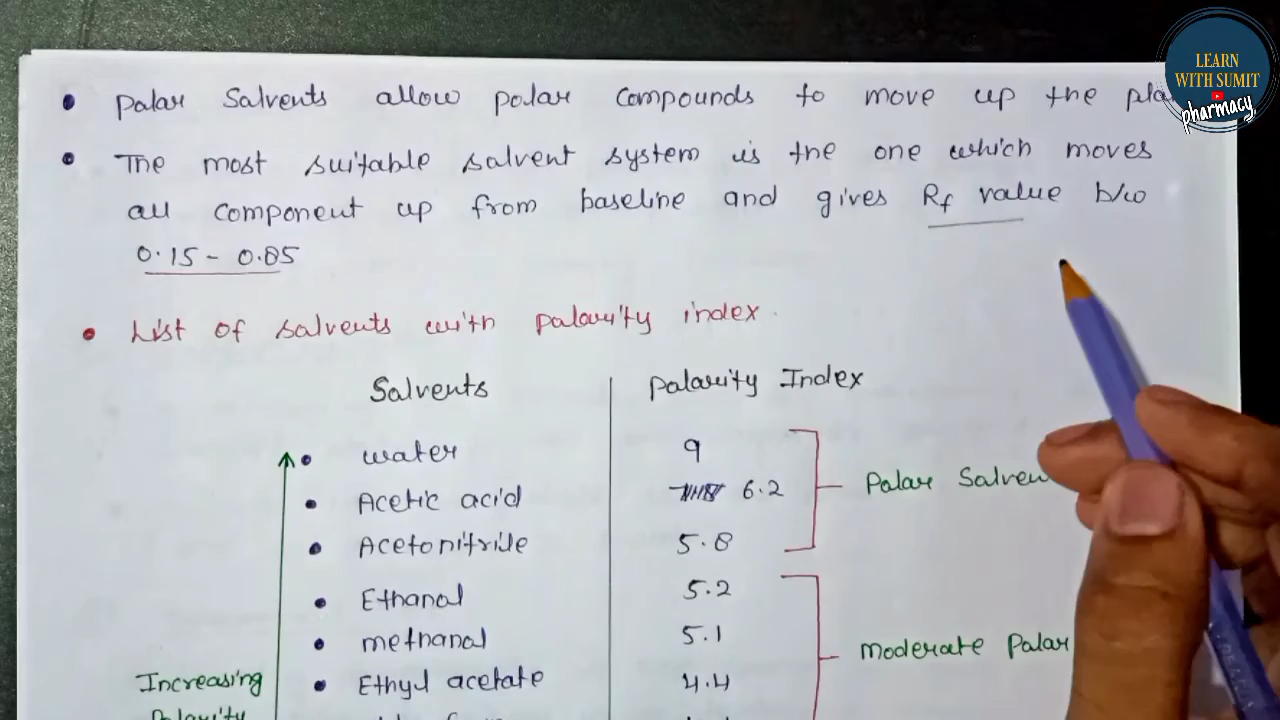 LEARN
WITH SUMIT
pharmacy
Polar Solvents allow polar compounds to move up the
The most suitable solvent system is the one which moves
all component up from baseline and gives Rf value b/w
0.15 - 0.85
List of solvents with polarity index.
Solvents Polarity Index
water 9
Acetic acid 6.2
Acetonitrile 5.8
Polar Solven
Ethanol 5.2
methanol 5.1
Moderate Polar
Ethyl acetate 4.4
Increasing
Polarity